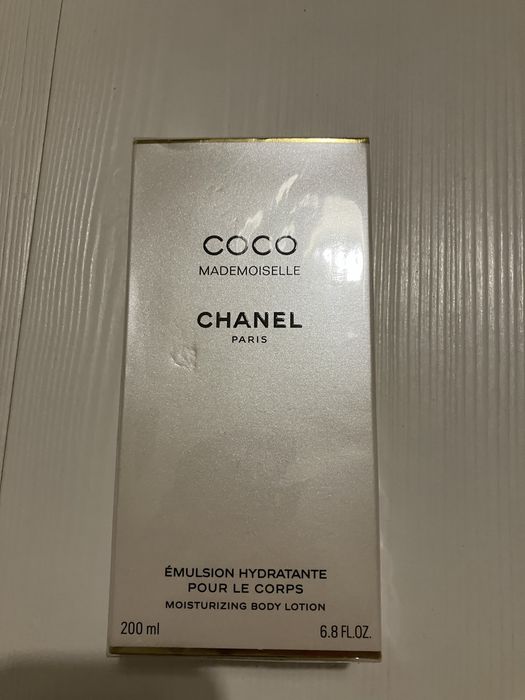 COCO
MADEMOISELLE
CHANEL
PARIS
ÉMULSION HYDRATANTE
POUR LE CORPS
MOISTURIZING BODY LOTION
200 ml 6.8 FL.OZ.